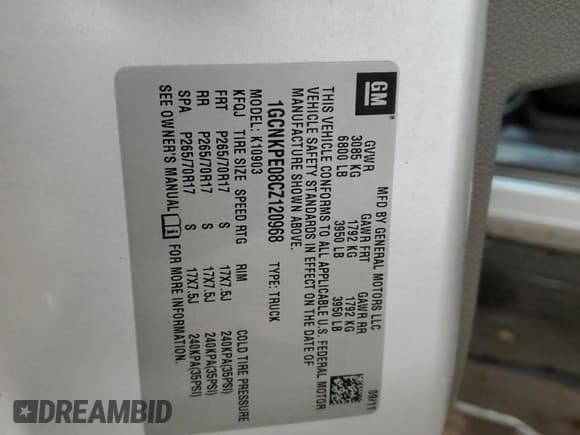 GM
MFD BY GENERAL MOTORS LLC 09/11
GVWR GAWR FRT GAWR RR
3085 KG 1792 KG 1792 KG
6800 LB 3950 LB 3950 LB
THIS VEHICLE CONFORMS TO ALL APPLICABLE U.S. FEDERAL MOTOR
VEHICLE SAFETY STANDARDS IN EFFECT ON THE DATE OF
MANUFACTURE SHOWN ABOVE.
1GCNKPE08CZ120968 TYPE: TRUCK
MODEL: K10903
KFQJ TIRE SIZE SPEED RTG RIM COLD TIRE PRESSURE
FRT P265/70R17 S 17X7.5J 240KPA(35PSI)
RR P265/70R17 S 17X7.5J 240KPA(35PSI)
SPA P265/70R17 S 17X7.5J 240KPA(35PSI)
SEE OWNER'S MANUAL FOR MORE INFORMATION.
DREAMBID